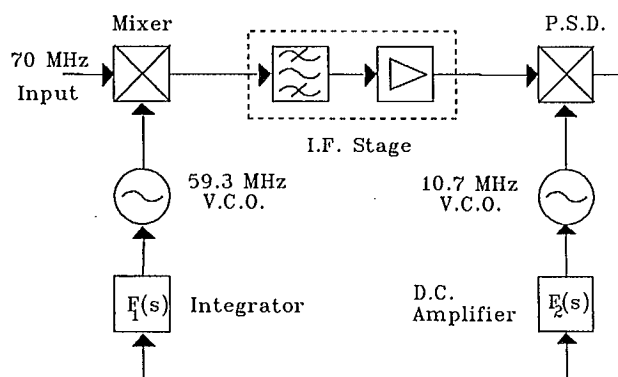 Mixer
P.S.D.
70 MHz
Input
I.F. Stage
59.3 MHz
V.C.O.
10.7 MHz
V.C.O.
F1(s)
Integrator
D.C.
Amplifier
F2(s)